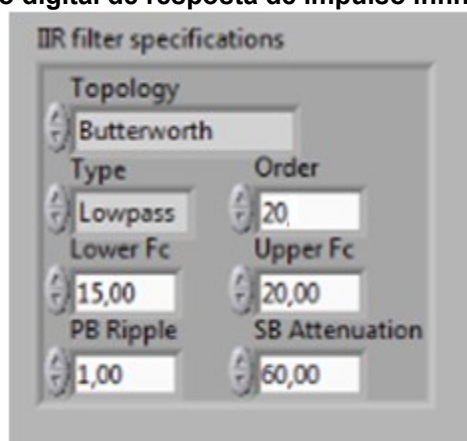 digital de resposta de impulso
IIR filter specifications
Topology
Butterworth
Type Order
Lowpass 20
Lower Fc Upper Fc
15,00 20,00
PB Ripple SB Attenuation
1,00 60,00